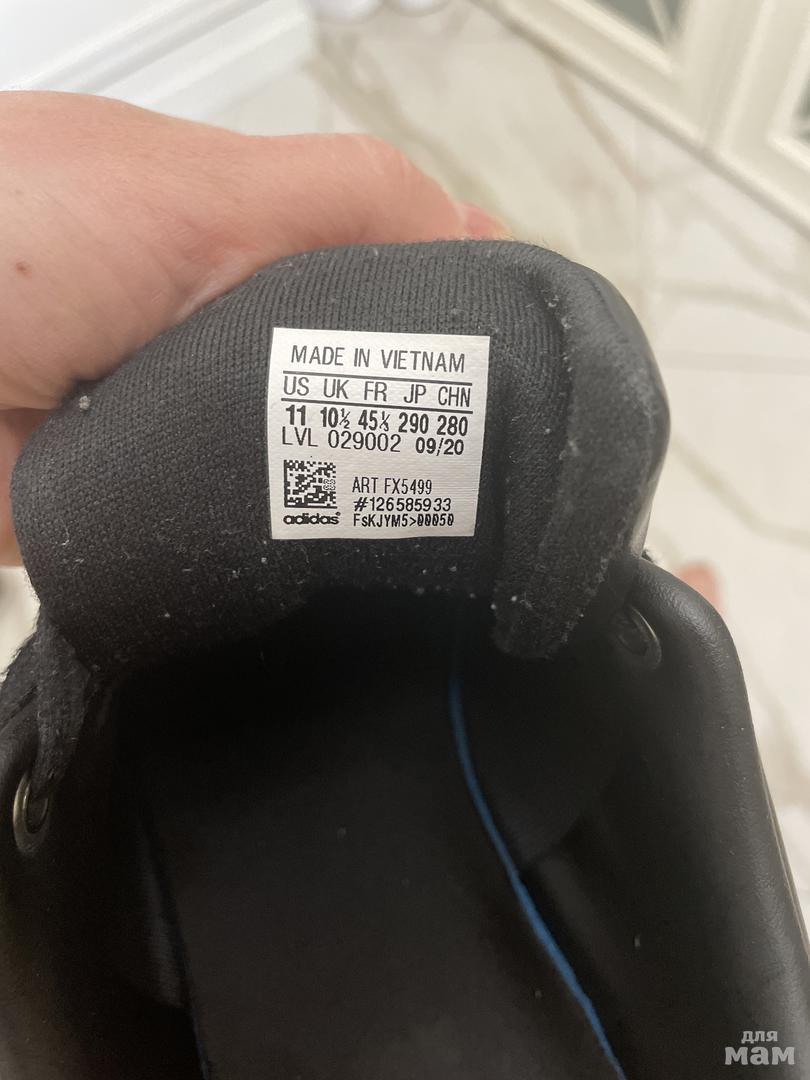 MADE IN VIETNAM
US UK FR JP CHN
11 10½ 45⅓ 290 280
LVL 029002 09/20
ART FX5499
#126585933
adidas® FsKJYM5>00050
для
мам